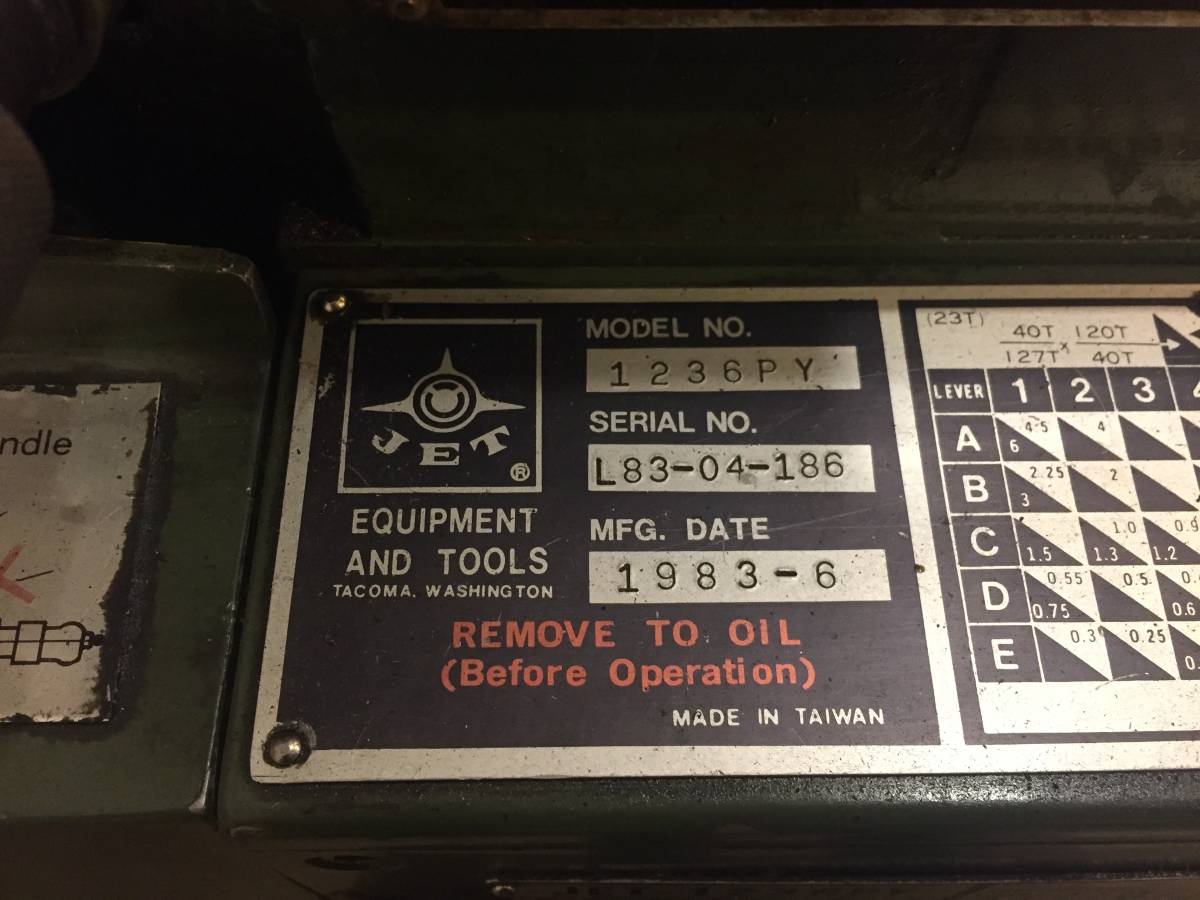 ndle
JET
®
EQUIPMENT
AND TOOLS
TACOMA, WASHINGTON
MODEL NO.
1236PY
SERIAL NO.
L83-04-186
MFG. DATE
1983-6
REMOVE TO OIL
(Before Operation)
MADE IN TAIWAN
(23T)
40T × 120T
127T 40T
LEVER 1 2 3
A 6 4.5 4
B 3 2.25 2
C 1.5 1.3 1.0 1.2 0.9
D 0.75 0.55 0.5 0.6
E 0.3 0.25